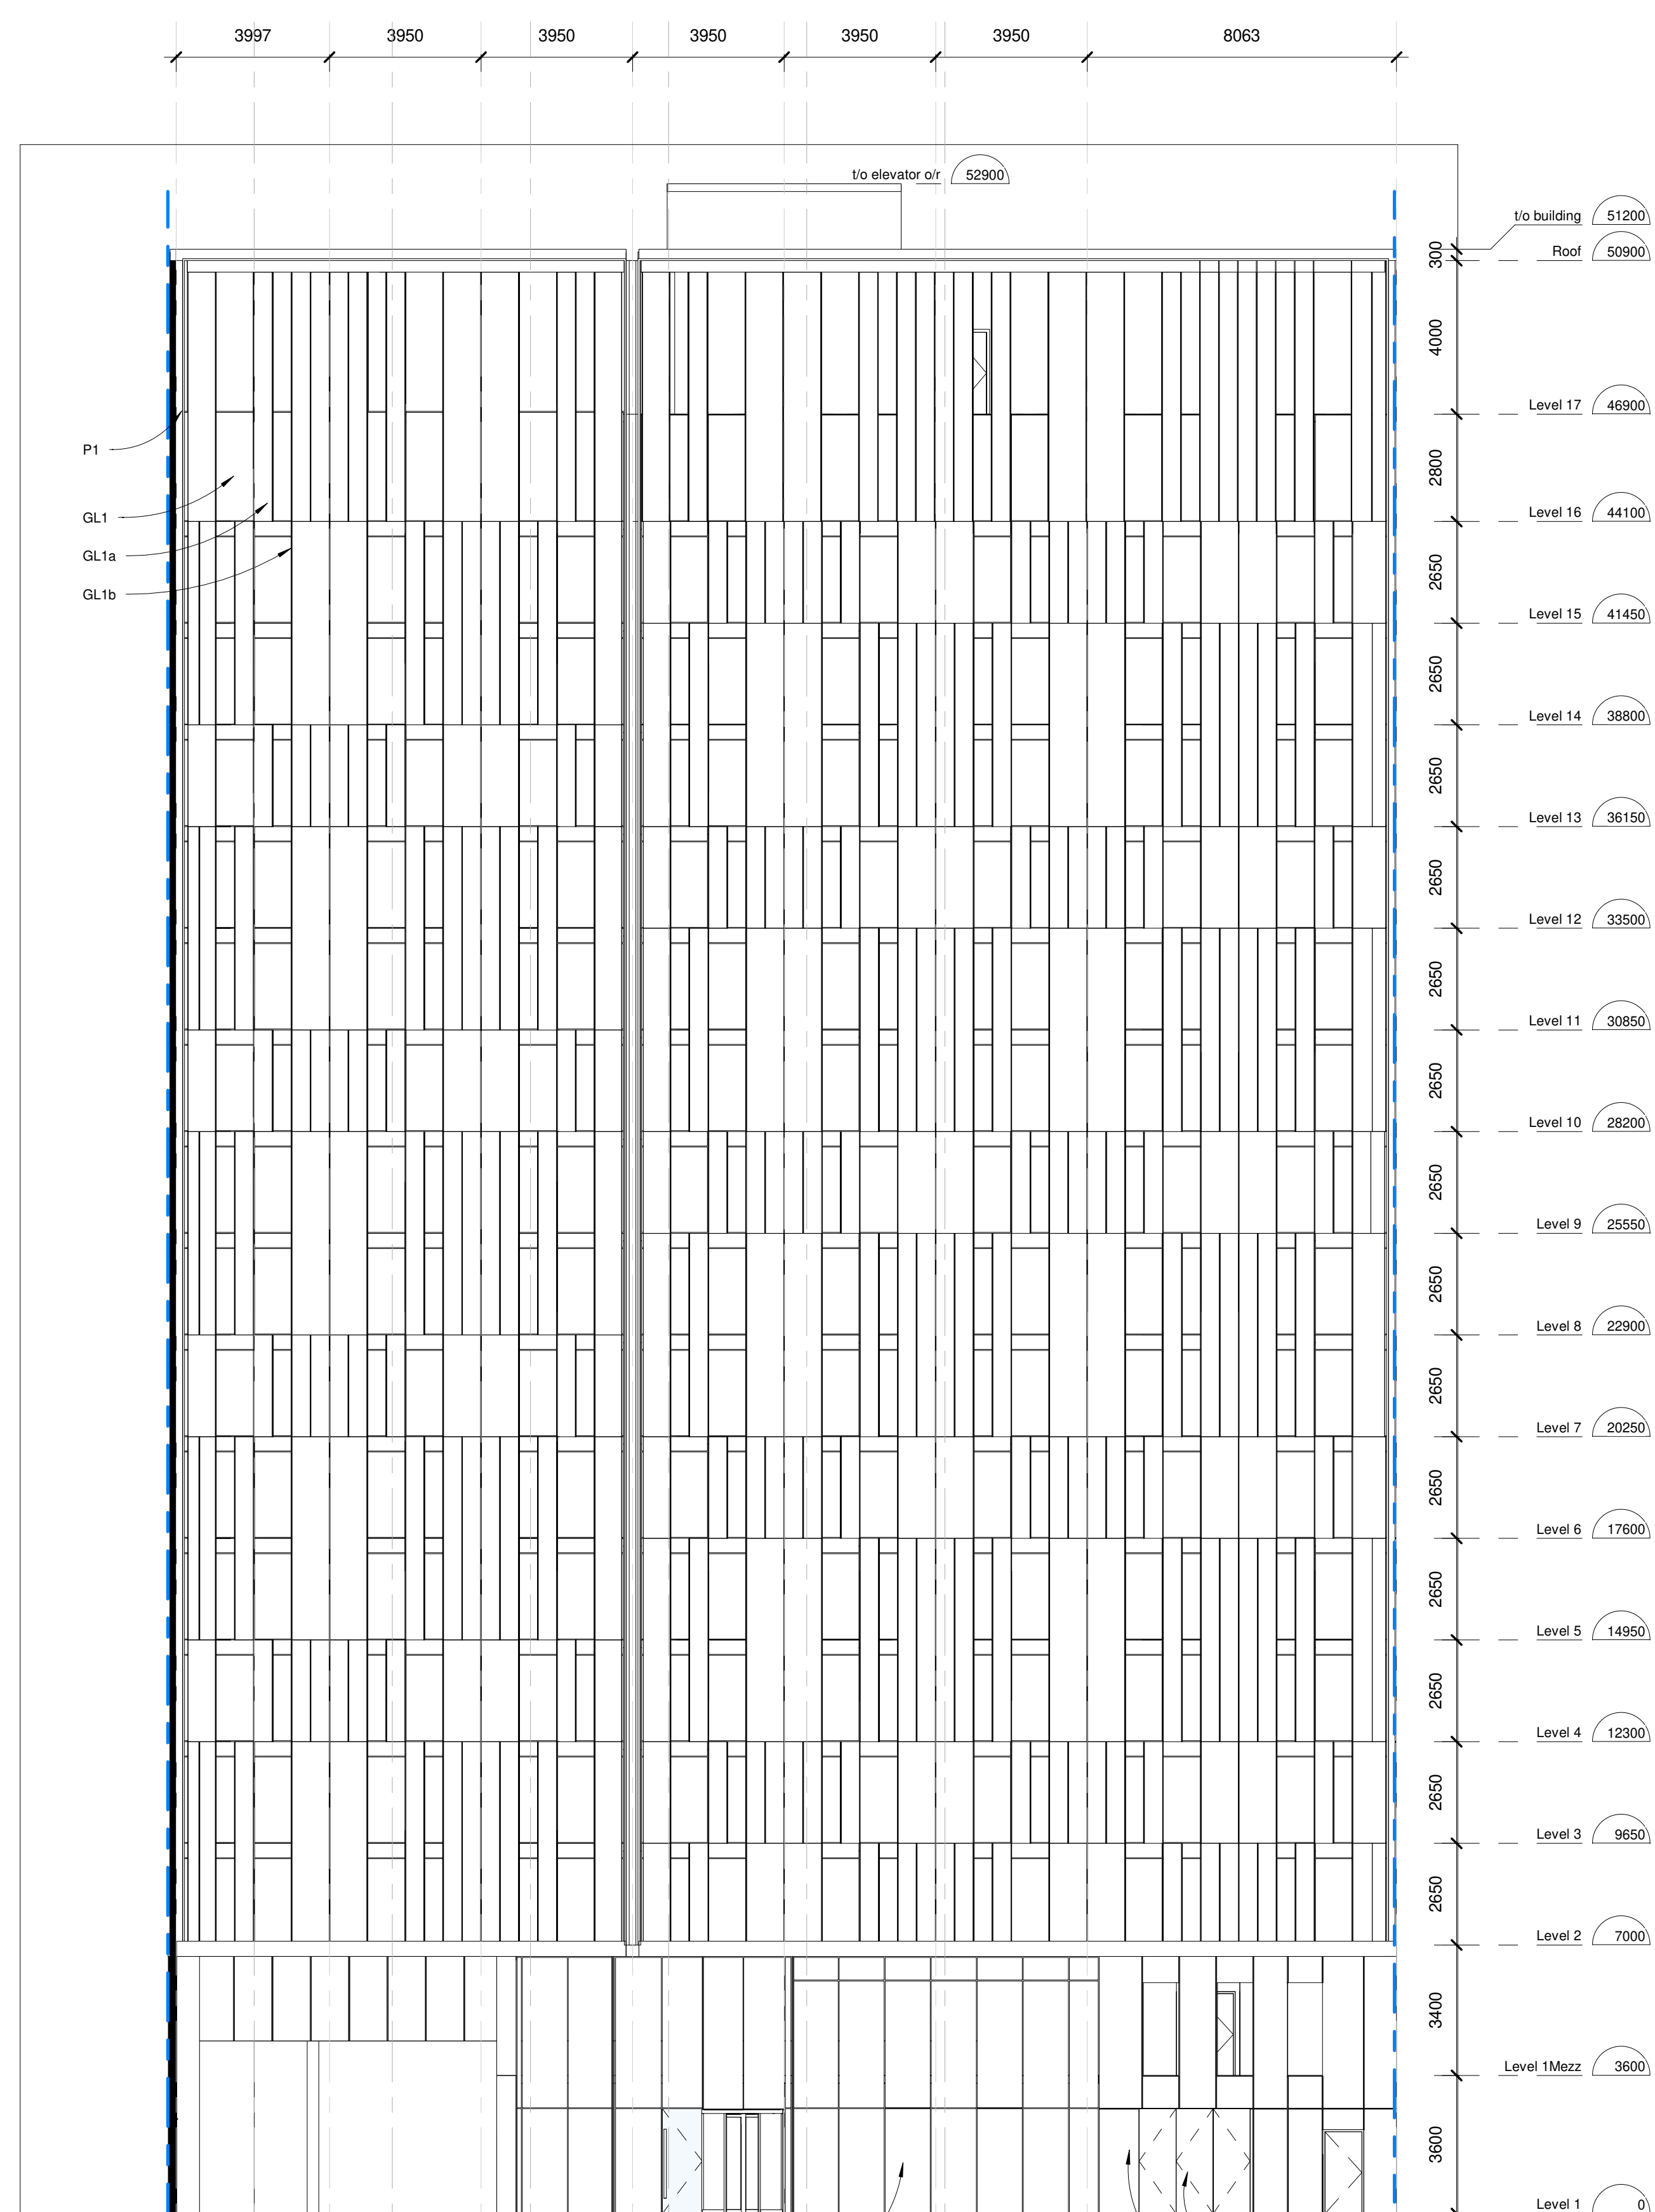 3997 3950 3950 3950 3950 3950 8063
t/o elevator o/r 52900
t/o building 51200
300
Roof 50900
4000
Level 17 46900
P1
2800
GL1
Level 16 44100
GL1a
2650
GL1b
Level 15 41450
2650
Level 14 38800
2650
Level 13 36150
2650
Level 12 33500
2650
Level 11 30850
2650
Level 10 28200
2650
Level 9 25550
2650
Level 8 22900
2650
Level 7 20250
2650
Level 6 17600
2650
Level 5 14950
2650
Level 4 12300
2650
Level 3 9650
2650
Level 2 7000
3400
Level 1Mezz 3600
3600
Level 1 0